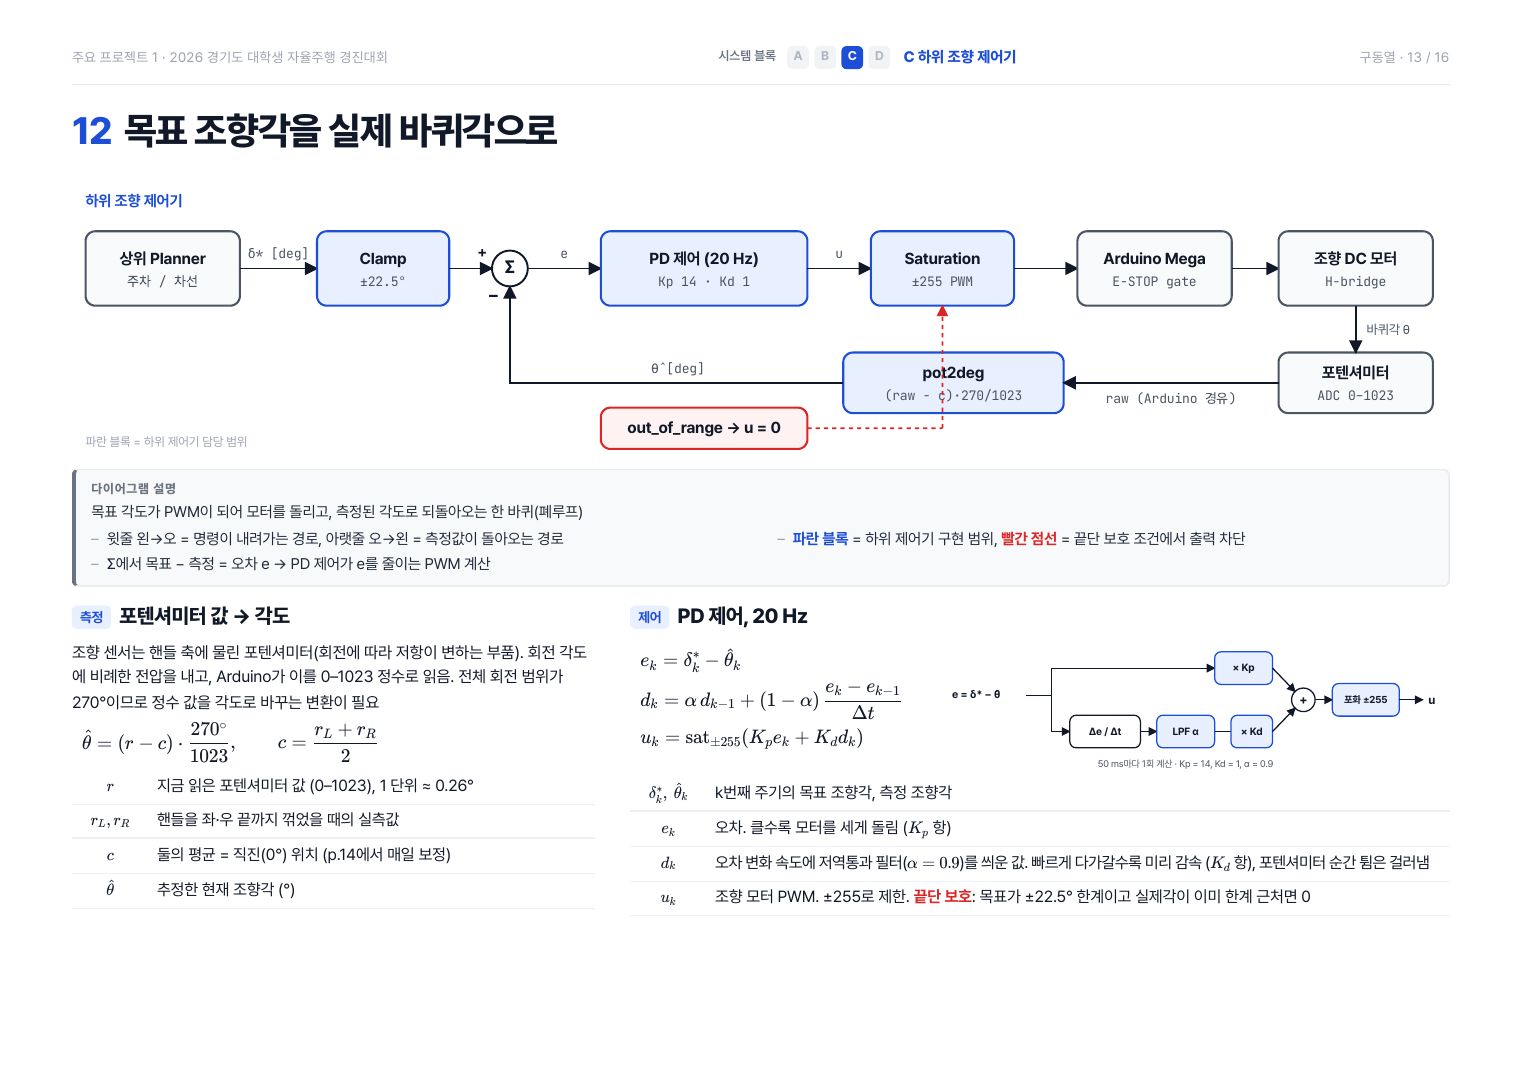 주요 프로젝트 1 · 2026 경기도 대학생 자율주행 경진대회
시스템 블록 A B C D C 하위 조향 제어기
구동열 · 13 / 16
12 목표 조향각을 실제 바퀴각으로
하위 조향 제어기
상위 Planner
주차 / 차선
δ* [deg]
Clamp
±22.5°
+
Σ
−
e
PD 제어 (20 Hz)
Kp 14 · Kd 1
u
Saturation
±255 PWM
Arduino Mega
E-STOP gate
조향 DC 모터
H-bridge
바퀴각 θ
포텐셔미터
ADC 0–1023
raw (Arduino 경유)
pot2deg
(raw - c)·270/1023
θ̂ [deg]
out_of_range → u = 0
파란 블록 = 하위 제어기 담당 범위
다이어그램 설명
목표 각도가 PWM이 되어 모터를 돌리고, 측정된 각도로 되돌아오는 한 바퀴(폐루프)
– 윗줄 왼→오 = 명령이 내려가는 경로, 아랫줄 오→왼 = 측정값이 돌아오는 경로
– Σ에서 목표 − 측정 = 오차 e → PD 제어기가 e를 줄이는 PWM 계산
– 파란 블록 = 하위 제어기 구현 범위, 빨간 점선 = 끝단 보호 조건에서 출력 차단
측정 포텐셔미터 값 → 각도
조향 센서는 핸들 축에 물린 포텐셔미터(회전에 따라 저항이 변하는 부품). 회전 각도
에 비례한 전압을 내고, Arduino가 이를 0–1023 정수로 읽음. 전체 회전 범위가
270°이므로 정수 값을 각도로 바꾸는 변환이 필요
θ̂ = (r − c) · 270°/1023, c = (r_L + r_R)/2
r 지금 읽은 포텐셔미터 값 (0–1023), 1 단위 ≈ 0.26°
r_L, r_R 핸들을 좌·우 끝까지 꺾었을 때의 실측값
c 둘의 평균 = 직진(0°) 위치 (p.14에서 매일 보정)
θ̂ 추정한 현재 조향각 (°)
제어 PD 제어, 20 Hz
e_k = δ*_k − θ̂_k
d_k = α d_{k−1} + (1 − α) (e_k − e_{k−1})/Δt
u_k = sat_{±255}(K_p e_k + K_d d_k)
e = δ* − θ
× Kp
Δe / Δt
LPF α
× Kd
+
포화 ±255
u
50 ms마다 1회 계산 · Kp = 14, Kd = 1, α = 0.9
δ*_k, θ̂_k k번째 주기의 목표 조향각, 측정 조향각
e_k 오차. 클수록 모터를 세게 돌림 (K_p 항)
d_k 오차 변화 속도에 저역통과 필터(α = 0.9)를 씌운 값. 빠르게 다가갈수록 미리 감속 (K_d 항), 포텐셔미터 순간 튐은 걸러냄
u_k 조향 모터 PWM. ±255로 제한. 끝단 보호: 목표가 ±22.5° 한계이고 실제각이 이미 한계 근처면 0